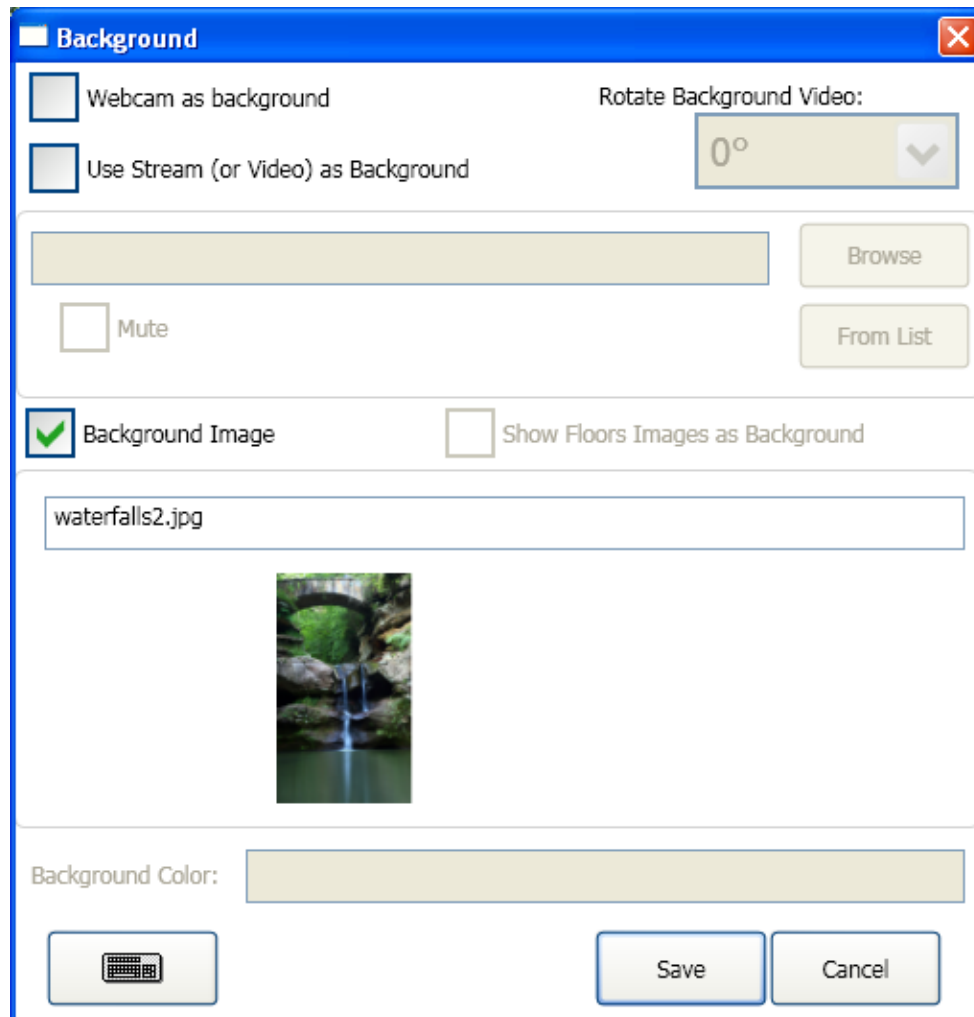 Background
Webcam as background
Rotate Background Video:
0°
Use Stream (or Video) as Background
Browse
Mute
From List
Background Image
Show Floors Images as Background
waterfalls2.jpg
Background Color:
Save
Cancel